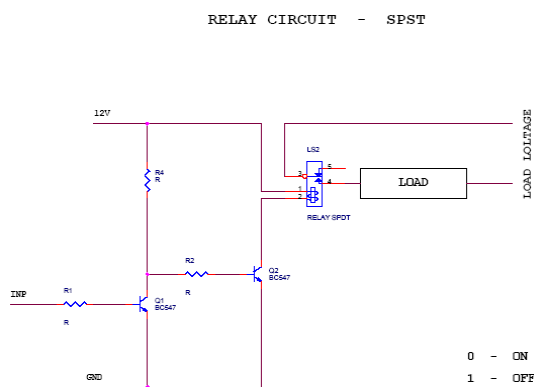 RELAY CIRCUIT - SPST
12V
LS2
R4
R
3
5
4
1
2
LOAD
LOAD LOLTAGE
RELAY SPDT
R2
R
Q2
BC547
INP
R1
R
Q1
BC547
GND
0 - ON
1 - OFF